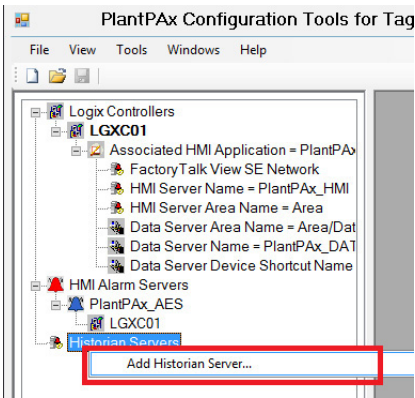 PlantPAx Configuration Tools for Tag
File View Tools Windows Help
Logix Controllers
LGXC01
Associated HMI Application = PlantPAx
FactoryTalk View SE Network
HMI Server Name = PlantPAx_HMI
HMI Server Area Name = Area
Data Server Area Name = Area/Dat
Data Server Name = PlantPAx_DAT
Data Server Device Shortcut Name
HMI Alarm Servers
PlantPAx_AES
LGXC01
Historian Servers
Add Historian Server...